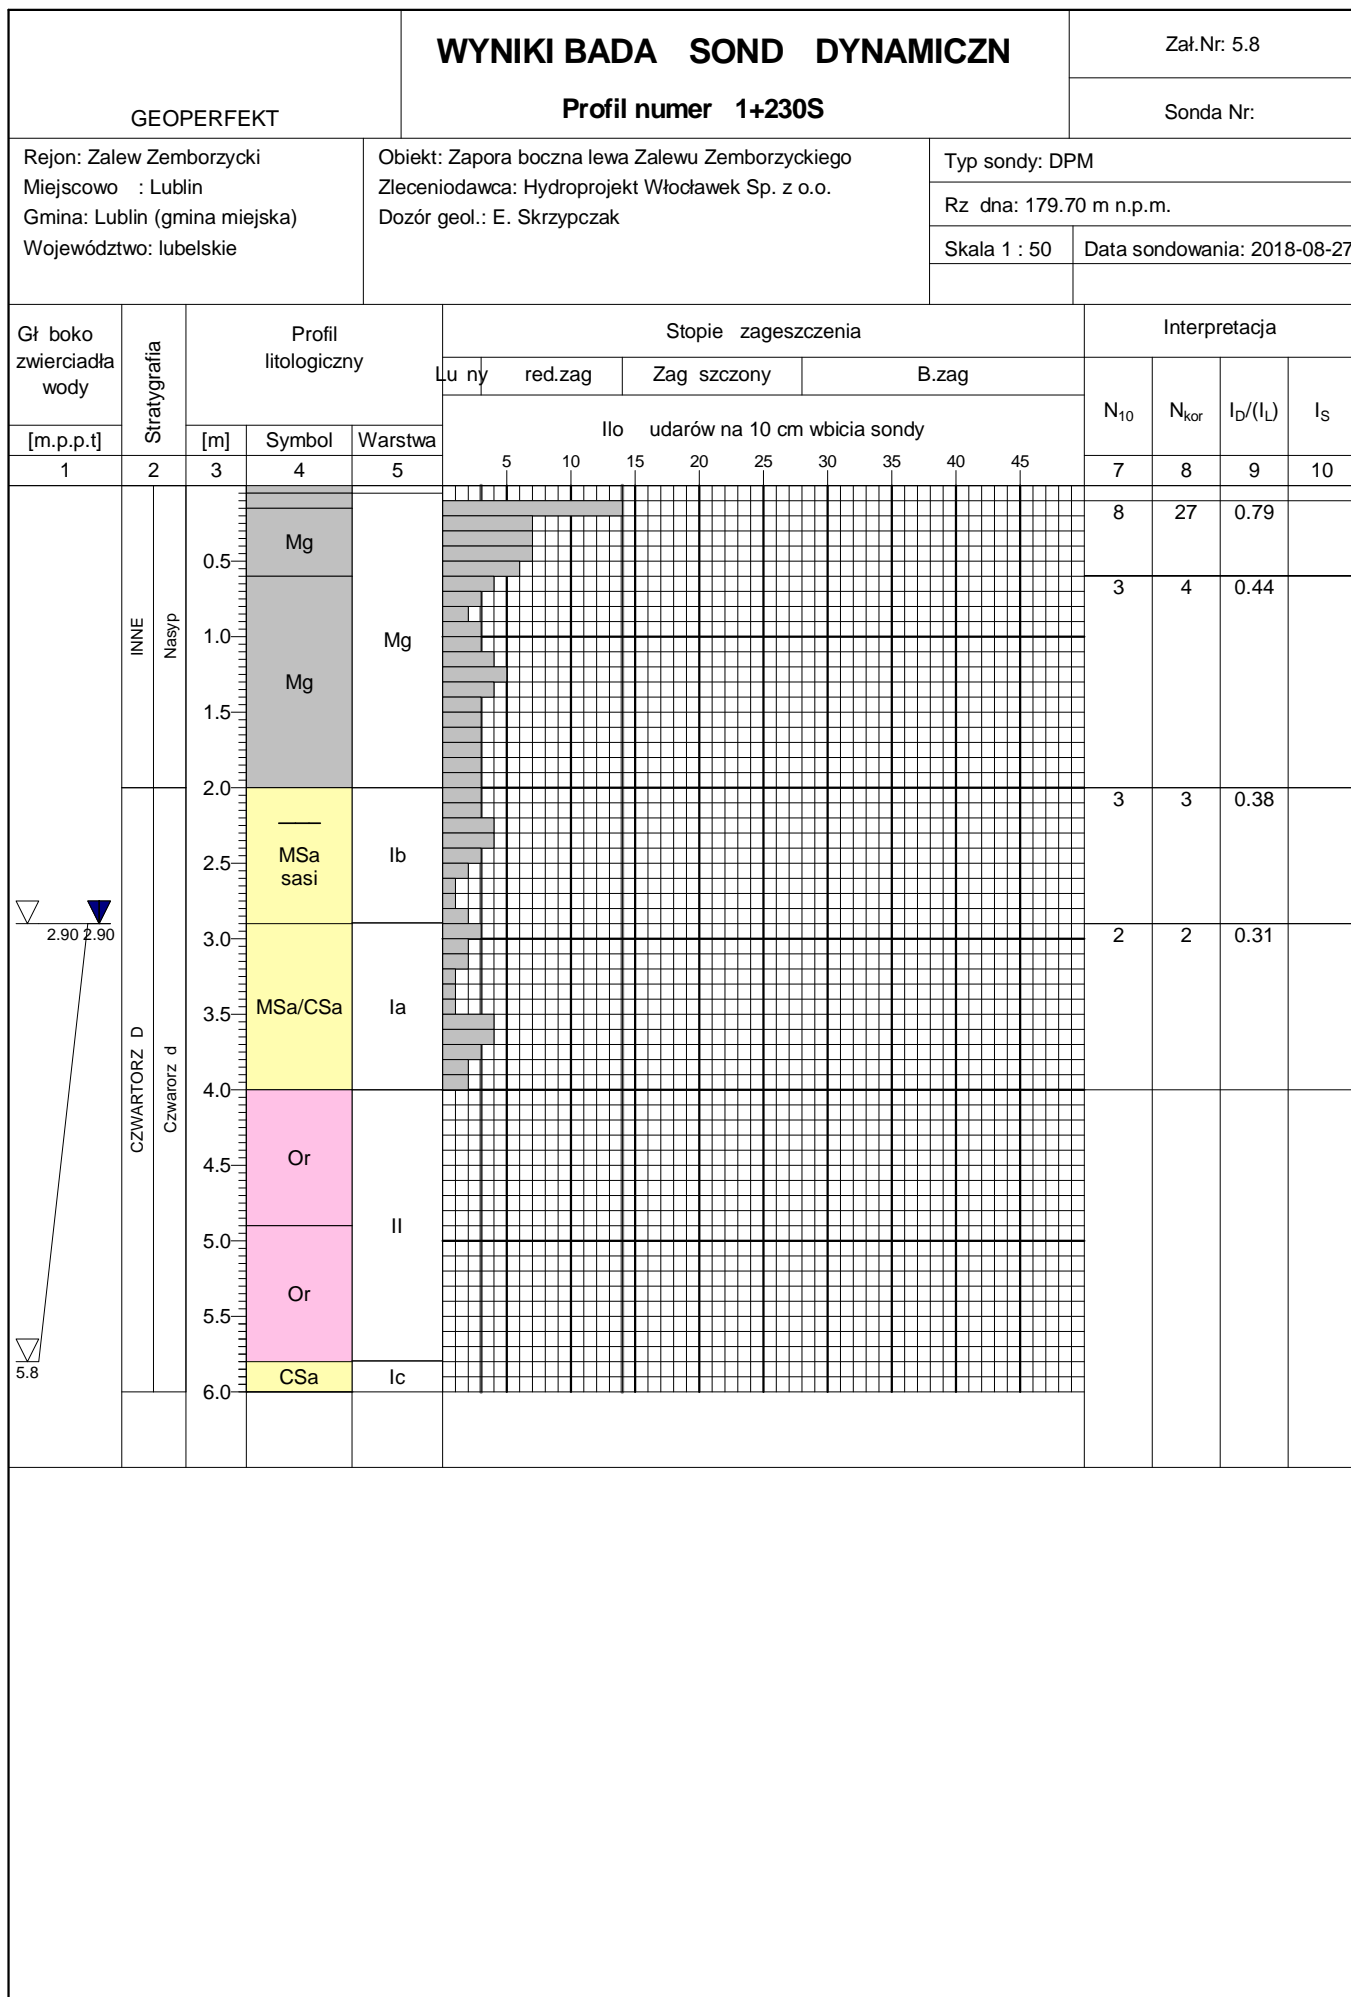 WYNIKI BADA SOND DYNAMICZN
Profil numer 1+230S
GEOPERFEKT
Zał.Nr: 5.8
Sonda Nr:
Rejon: Zalew Zemborzycki
Miejscowo : Lublin
Gmina: Lublin (gmina miejska)
Województwo: lubelskie
Obiekt: Zapora boczna lewa Zalewu Zemborzyckiego
Zleceniodawca: Hydroprojekt Włocławek Sp. z o.o.
Dozór geol.: E. Skrzypczak
Typ sondy: DPM
Rz dna: 179.70 m n.p.m.
Skala 1 : 50 Data sondowania: 2018-08-27
Gł boko
zwierciadła
wody
[m.p.p.t]
Stratygrafia
Profil
litologiczny
[m] Symbol Warstwa
Stopie zageszczenia
Lu ny red.zag Zag szczony B.zag
Ilo udarów na 10 cm wbicia sondy
5 10 15 20 25 30 35 40 45
Interpretacja
N10 Nkor ID/(IL) IS
1 2 3 4 5 7 8 9 10
INNE
Nasyp
CZWARTORZ D
Czwarorz d
0.5
1.0
1.5
2.0
2.5
3.0
3.5
4.0
4.5
5.0
5.5
6.0
Mg
Mg
MSa
sasi
MSa/CSa
Or
Or
CSa
Mg
Ib
Ia
II
Ic
2.90 2.90
5.8
8 27 0.79
3 4 0.44
3 3 0.38
2 2 0.31